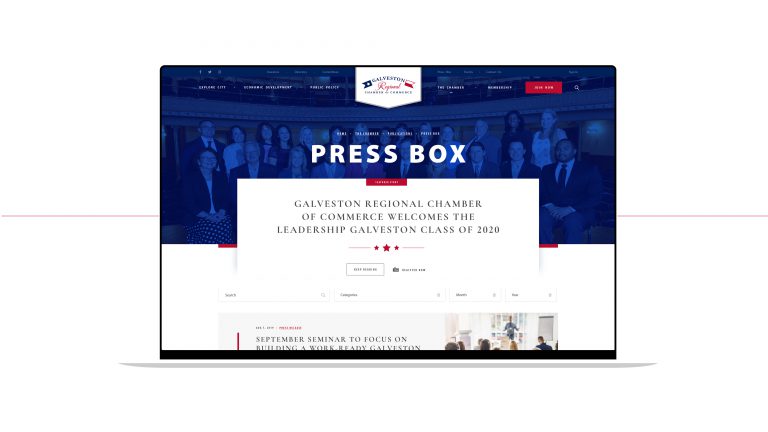 EXPLORE CITY ECONOMIC DEVELOPMENT PUBLIC POLICY
GALVESTON
Regional
CHAMBER of COMMERCE
THE CHAMBER MEMBERSHIP JOIN NOW
HOME THE CHAMBER PUBLICATIONS PRESS BOX
PRESS BOX
GALVESTON REGIONAL CHAMBER
OF COMMERCE WELCOMES THE
LEADERSHIP GALVESTON CLASS OF 2020
KEEP READING REGISTER NOW
Search Categories Month Year
PRESS RELEASE
SEPTEMBER SEMINAR TO FOCUS ON
BUILDING A WORK-READY GALVESTON